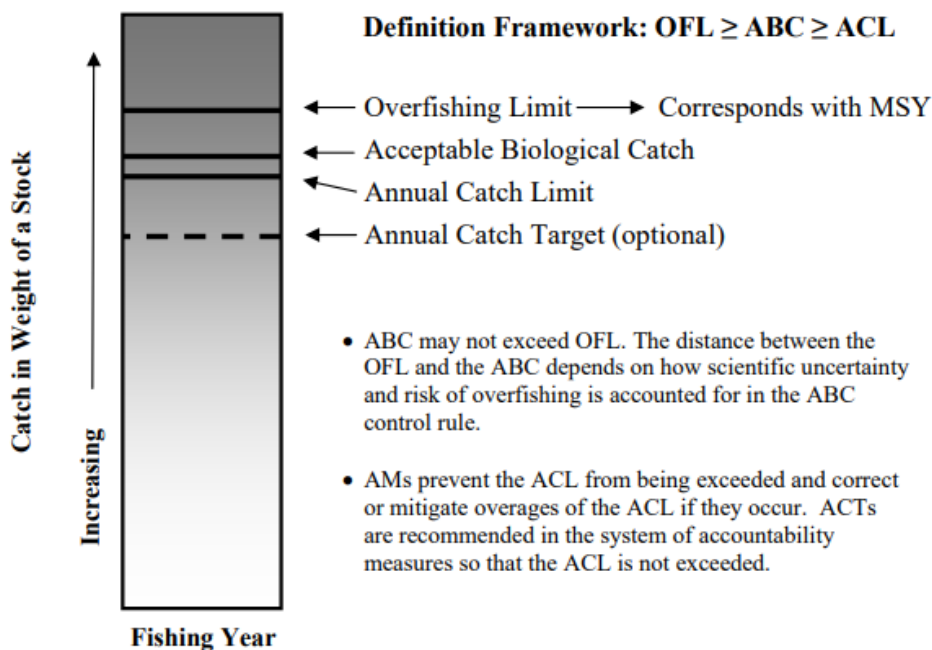 Definition Framework: OFL ≥ ABC ≥ ACL
Overfishing Limit
Corresponds with MSY
Acceptable Biological Catch
Annual Catch Limit
Annual Catch Target (optional)
Catch in Weight of a Stock
Increasing
• ABC may not exceed OFL. The distance between the
OFL and the ABC depends on how scientific uncertainty
and risk of overfishing is accounted for in the ABC
control rule.
• AMs prevent the ACL from being exceeded and correct
or mitigate overages of the ACL if they occur. ACTs
are recommended in the system of accountability
measures so that the ACL is not exceeded.
Fishing Year